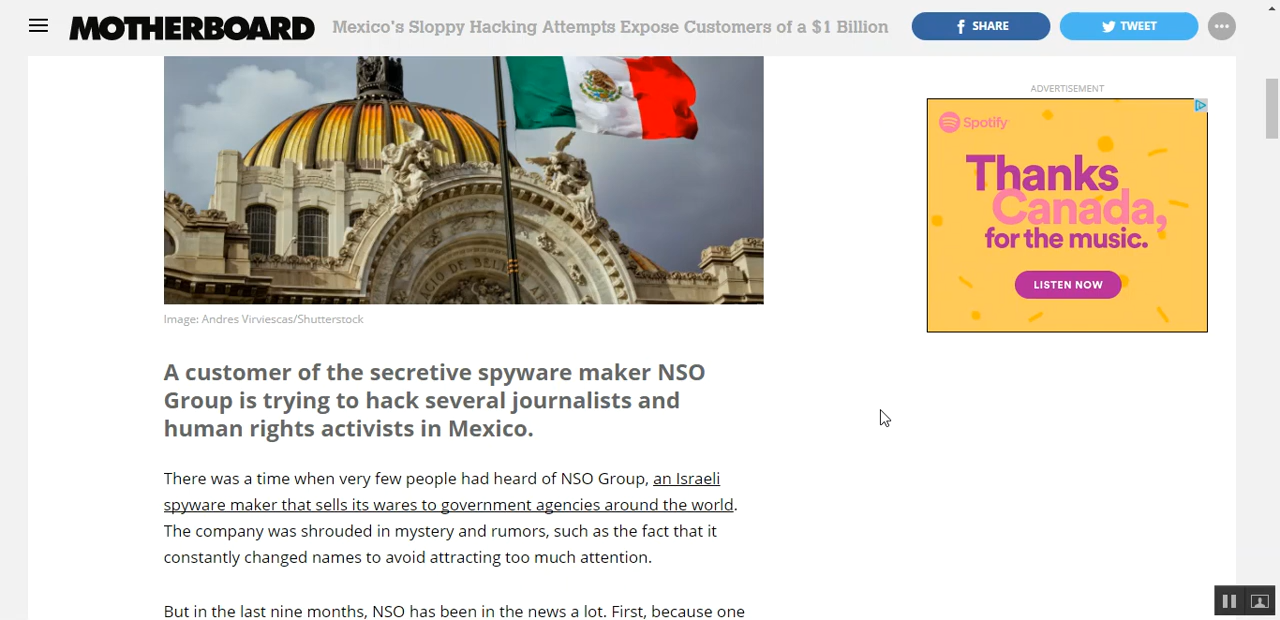 MOTHERBOARD
Mexico's Sloppy Hacking Attempts Expose Customers of a $1 Billion
SHARE
TWEET
ADVERTISEMENT
Spotify
Thanks
Canada,
for the music.
LISTEN NOW
Image: Andres Virviescas/Shutterstock
A customer of the secretive spyware maker NSO
Group is trying to hack several journalists and
human rights activists in Mexico.
There was a time when very few people had heard of NSO Group, an Israeli
spyware maker that sells its wares to government agencies around the world.
The company was shrouded in mystery and rumors, such as the fact that it
constantly changed names to avoid attracting too much attention.
But in the last nine months, NSO has been in the news a lot. First, because one